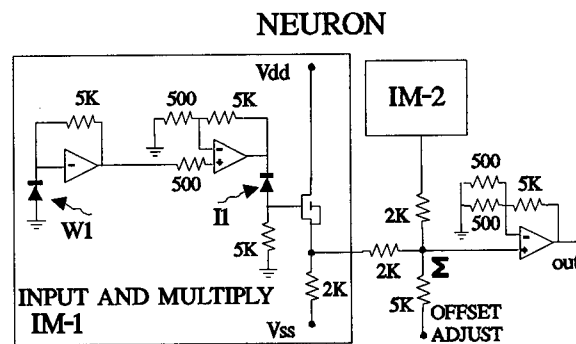 NEURON
Vdd
5K
500
5K
IM-2
500
500
5K
500
W1
I1
5K
2K
2K
Σ
out
2K
5K
INPUT AND MULTIPLY
IM-1
Vss
OFFSET
ADJUST